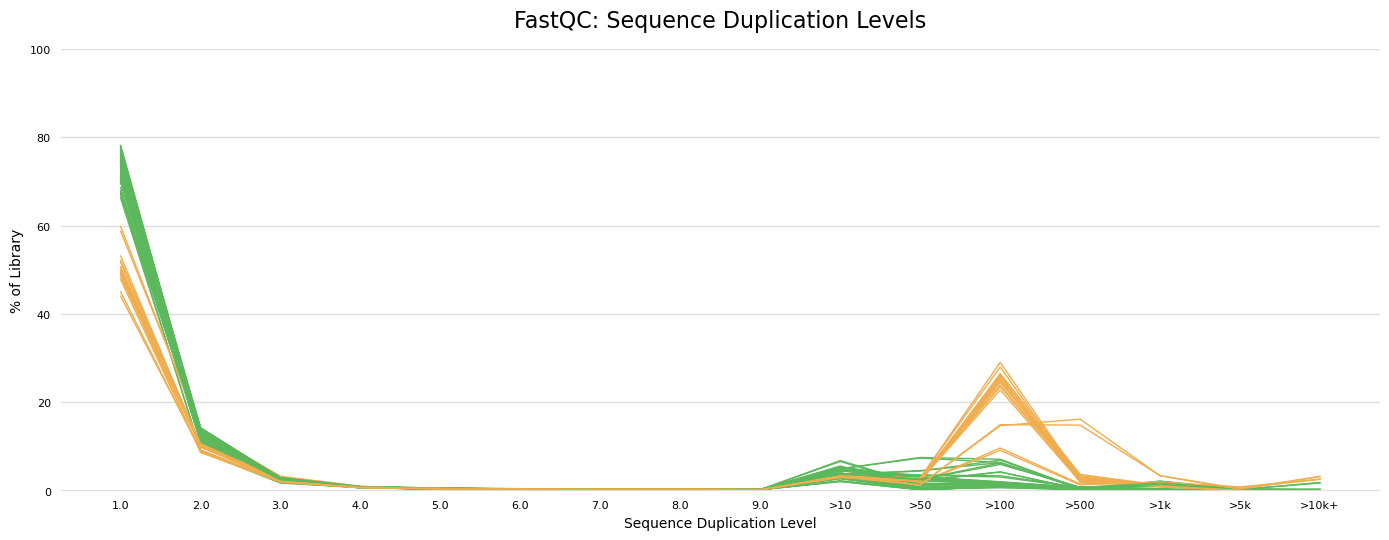 FastQC: Sequence Duplication Levels
% of Library
100
80
60
40
20
0
1.0 2.0 3.0 4.0 5.0 6.0 7.0 8.0 9.0 >10 >50 >100 >500 >1k >5k >10k+
Sequence Duplication Level